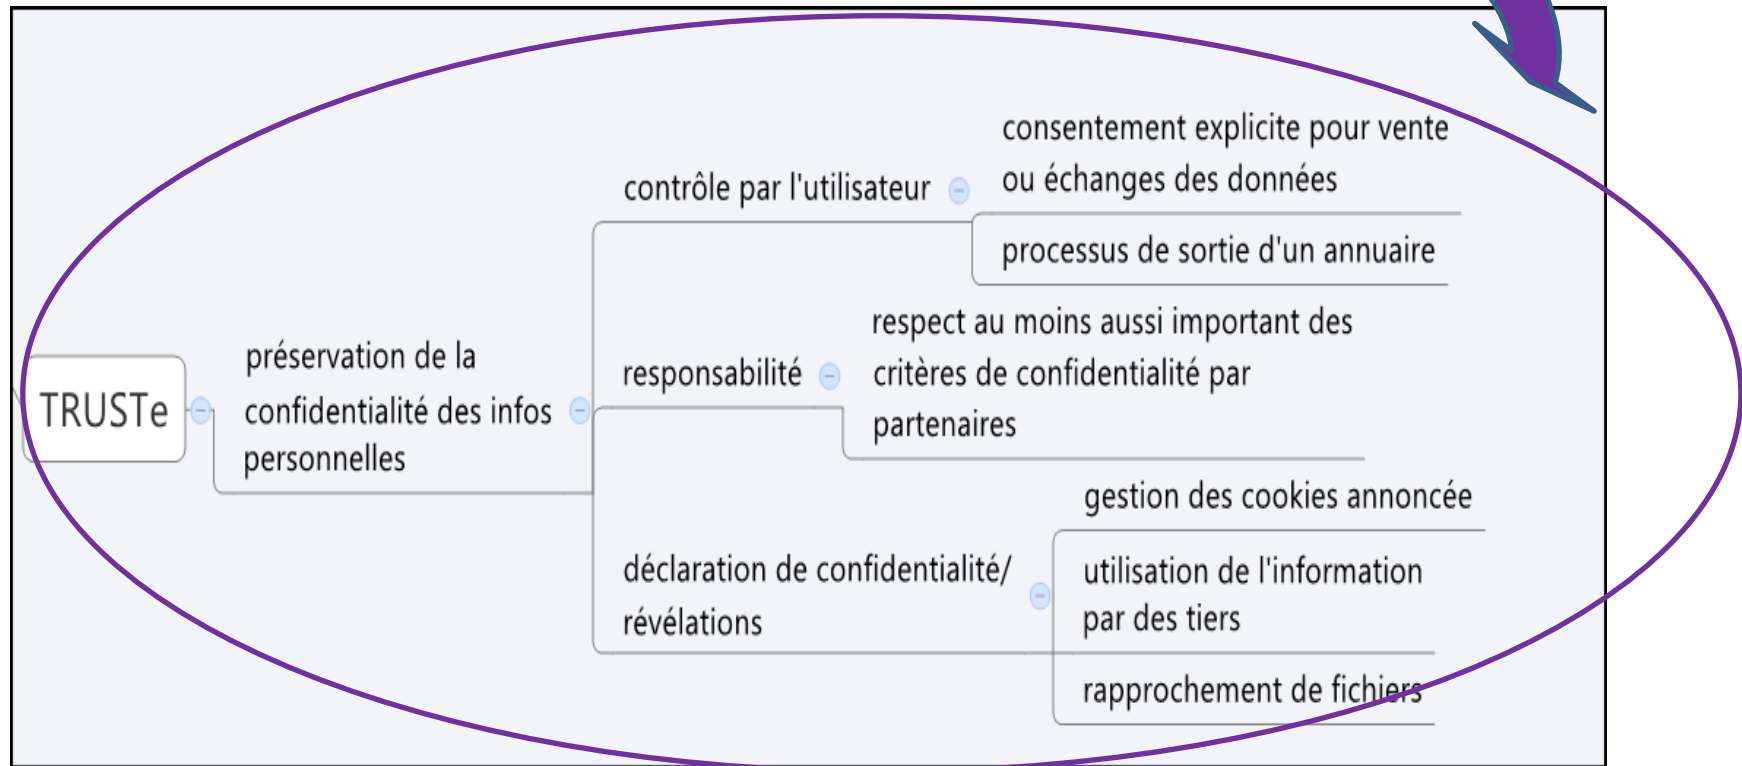 TRUSTe
préservation de la
confidentialité des infos
personnelles
contrôle par l'utilisateur
consentement explicite pour vente
ou échanges des données
processus de sortie d'un annuaire
responsabilité
respect au moins aussi important des
critères de confidentialité par
partenaires
déclaration de confidentialité/
révélations
gestion des cookies annoncée
utilisation de l'information
par des tiers
rapprochement de fichiers